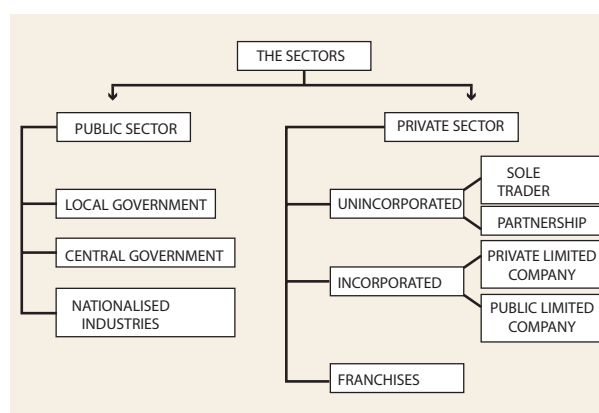 THE SECTORS
PUBLIC SECTOR
LOCAL GOVERNMENT
CENTRAL GOVERNMENT
NATIONALISED
INDUSTRIES
PRIVATE SECTOR
UNINCORPORATED
SOLE
TRADER
PARTNERSHIP
INCORPORATED
PRIVATE LIMITED
COMPANY
PUBLIC LIMITED
COMPANY
FRANCHISES